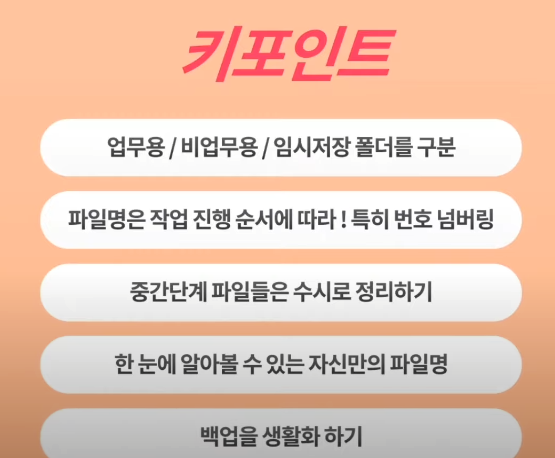 키포인트
업무용 / 비업무용 / 임시저장 폴더를 구분
파일명은 작업 진행 순서에 따라 ! 특히 번호 넘버링
중간단계 파일들은 수시로 정리하기
한 눈에 알아볼 수 있는 자신만의 파일명
백업을 생활화 하기